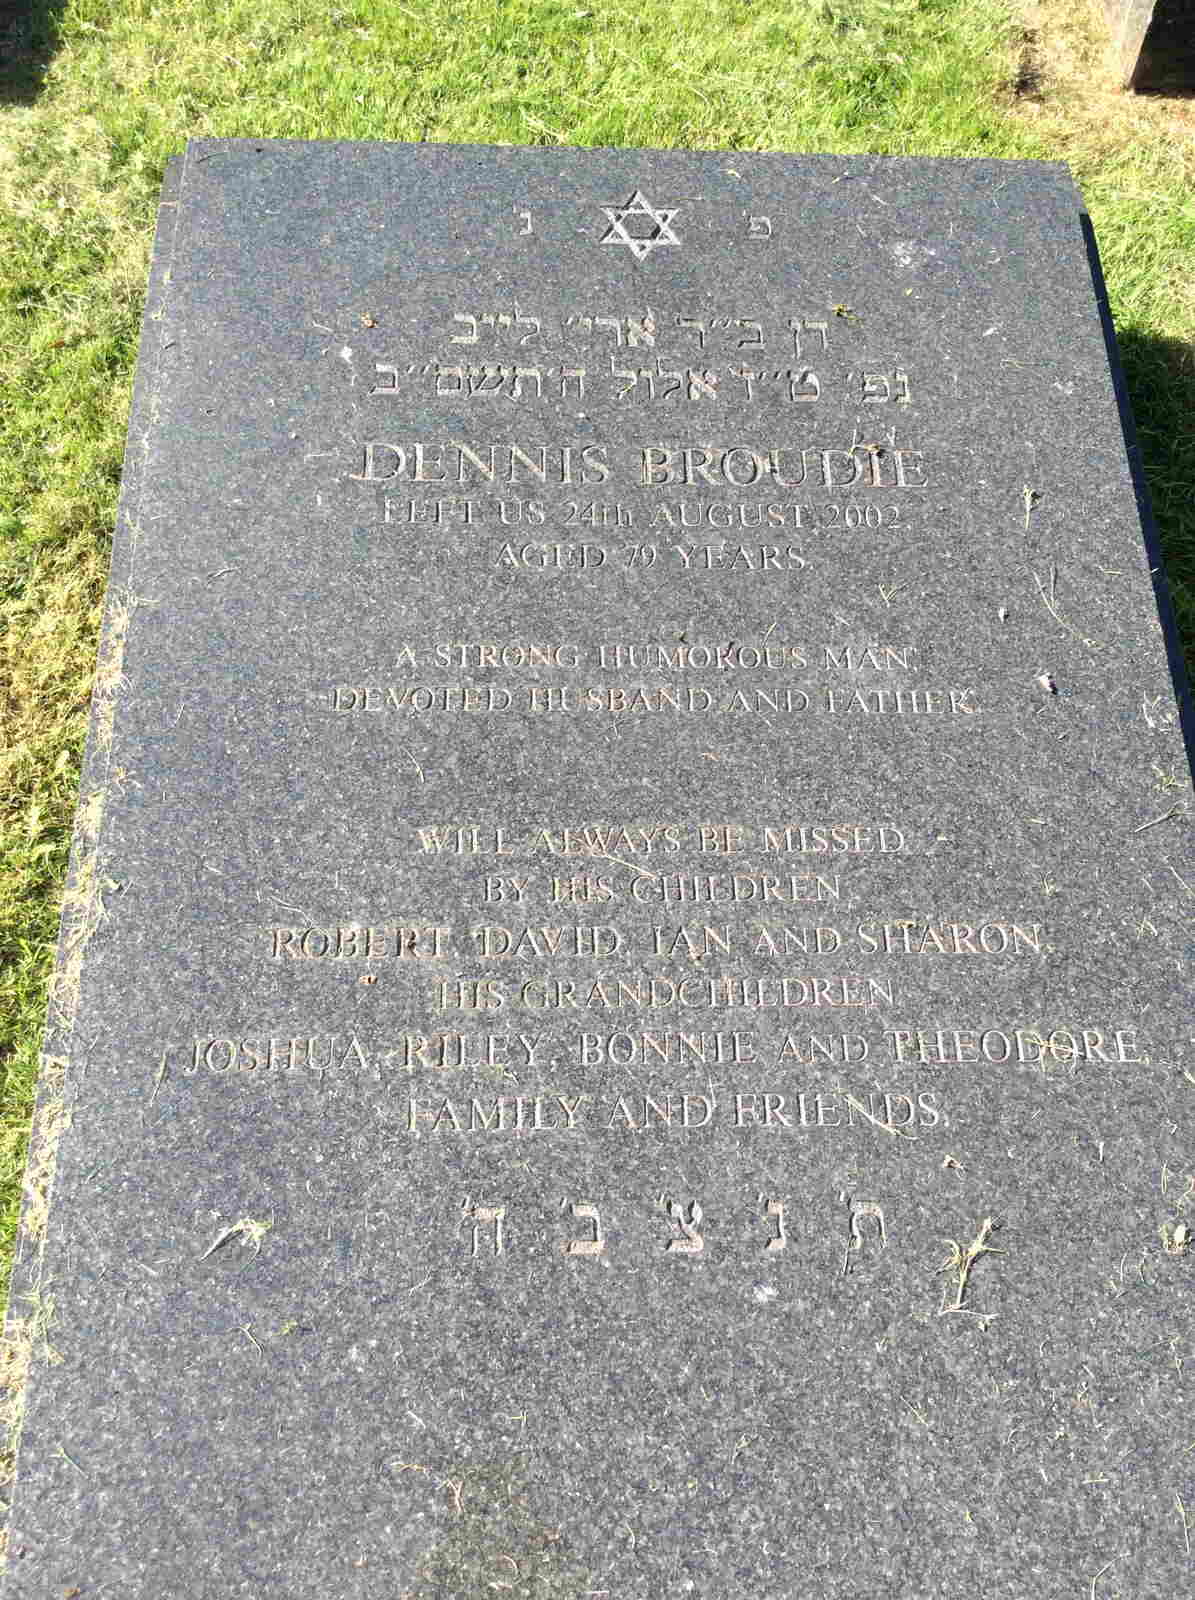 פ' נ'
דן ב״ר ארי' לייב
נפ' ט״ז אלול ה'תשס״ב
DENNIS BROUDIE
LEFT US 24th AUGUST 2002,
AGED 79 YEARS.
A STRONG HUMOROUS MAN,
DEVOTED HUSBAND AND FATHER.
WILL ALWAYS BE MISSED
BY HIS CHILDREN
ROBERT, DAVID, IAN AND SHARON,
HIS GRANDCHILDREN
JOSHUA, RILEY, BONNIE AND THEODORE,
FAMILY AND FRIENDS.
ת' נ' צ' ב' ה'